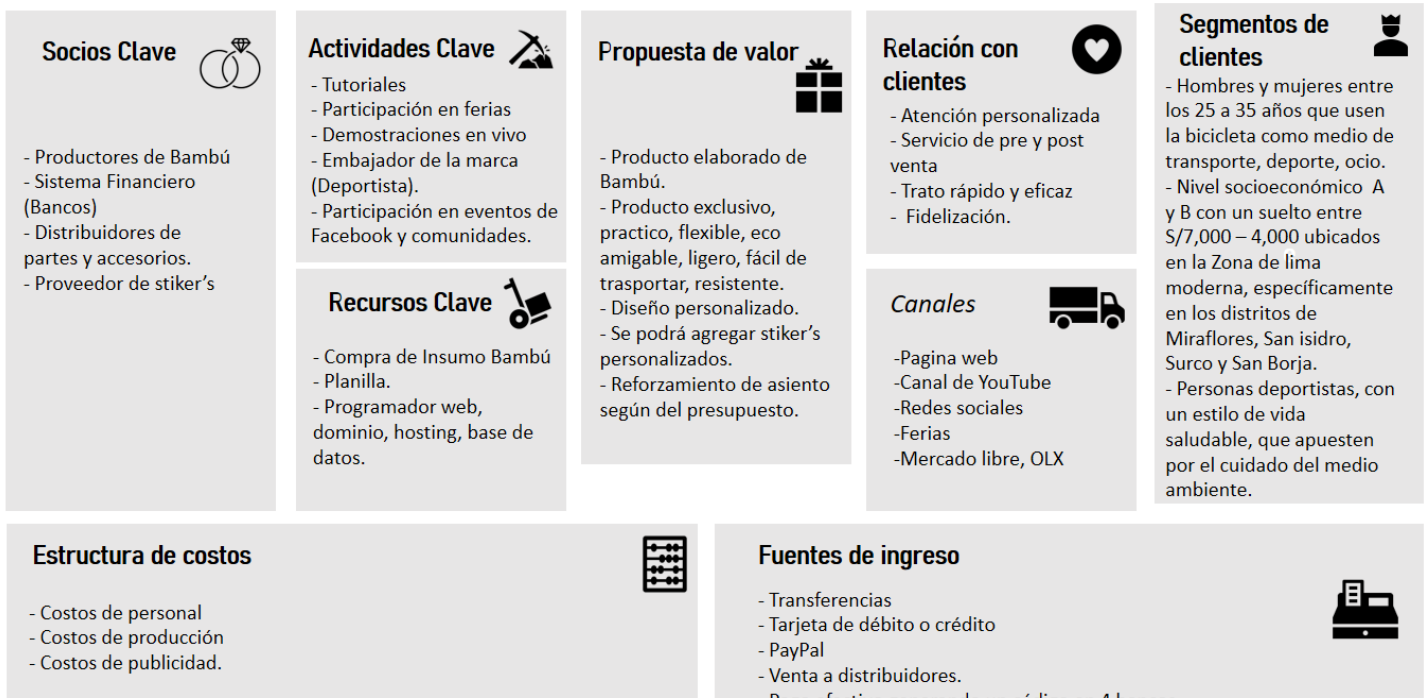 Socios Clave
- Productores de Bambú
- Sistema Financiero
(Bancos)
- Distribuidores de
partes y accesorios.
- Proveedor de stiker's
Actividades Clave
- Tutoriales
- Participación en ferias
- Demostraciones en vivo
- Embajador de la marca
(Deportista).
- Participación en eventos de
Facebook y comunidades.
Recursos Clave
- Compra de Insumo Bambú
- Planilla.
- Programador web,
dominio, hosting, base de
datos.
Propuesta de valor
- Producto elaborado de
Bambú.
- Producto exclusivo,
practico, flexible, eco
amigable, ligero, fácil de
trasportar, resistente.
- Diseño personalizado.
- Se podrá agregar stiker's
personalizados.
- Reforzamiento de asiento
según del presupuesto.
Relación con
clientes
- Atención personalizada
- Servicio de pre y post
venta
- Trato rápido y eficaz
- Fidelización.
Canales
-Pagina web
-Canal de YouTube
-Redes sociales
-Ferias
-Mercado libre, OLX
Segmentos de
clientes
- Hombres y mujeres entre
los 25 a 35 años que usen
la bicicleta como medio de
transporte, deporte, ocio.
- Nivel socioeconómico A
y B con un suelto entre
S/7,000 – 4,000 ubicados
en la Zona de lima
moderna, específicamente
en los distritos de
Miraflores, San isidro,
Surco y San Borja.
- Personas deportistas, con
un estilo de vida
saludable, que apuesten
por el cuidado del medio
ambiente.
Estructura de costos
- Costos de personal
- Costos de producción
- Costos de publicidad.
Fuentes de ingreso
- Transferencias
- Tarjeta de débito o crédito
- PayPal
- Venta a distribuidores.